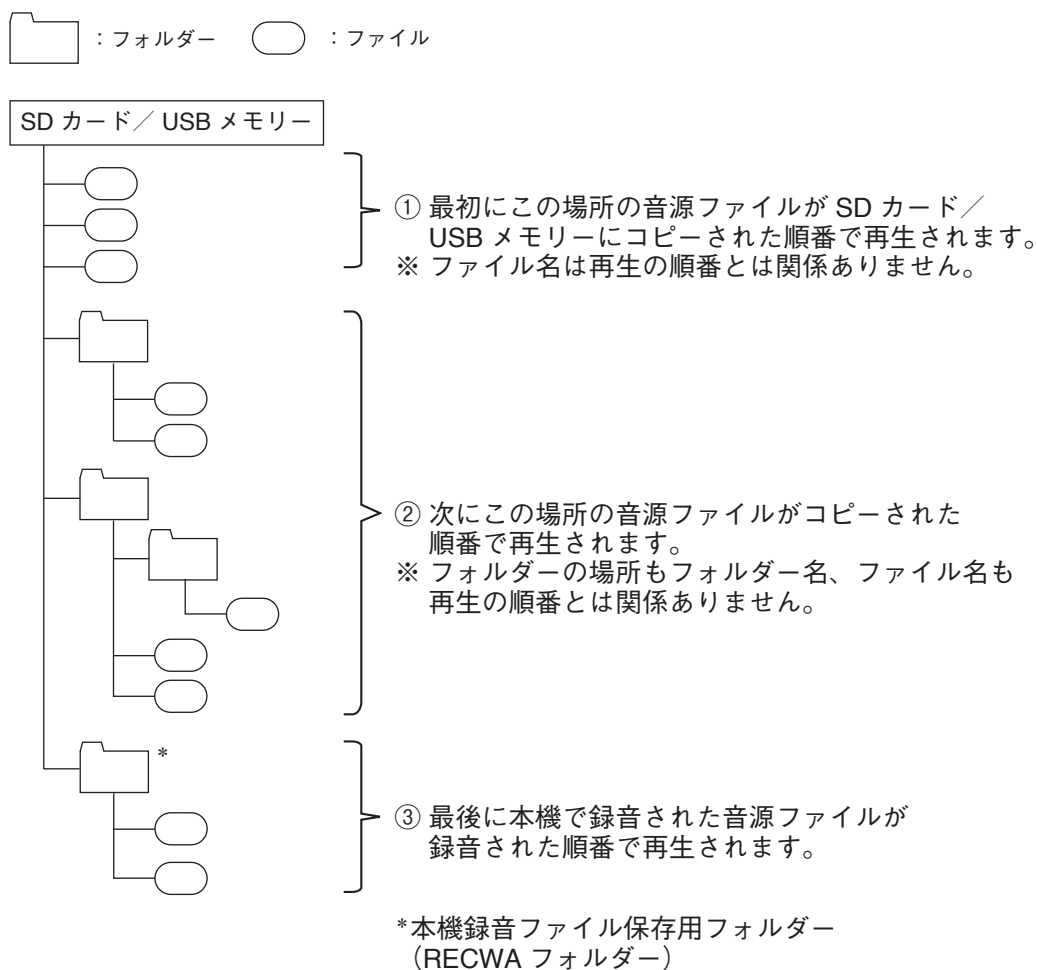 ：フォルダー　：ファイル
SD カード／ USB メモリー
① 最初にこの場所の音源ファイルが SD カード／
USB メモリーにコピーされた順番で再生されます。
※ ファイル名は再生の順番とは関係ありません。
② 次にこの場所の音源ファイルがコピーされた
順番で再生されます。
※ フォルダーの場所もフォルダー名、ファイル名も
再生の順番とは関係ありません。
*
③ 最後に本機で録音された音源ファイルが
録音された順番で再生されます。
*本機録音ファイル保存用フォルダー
（RECWA フォルダー）